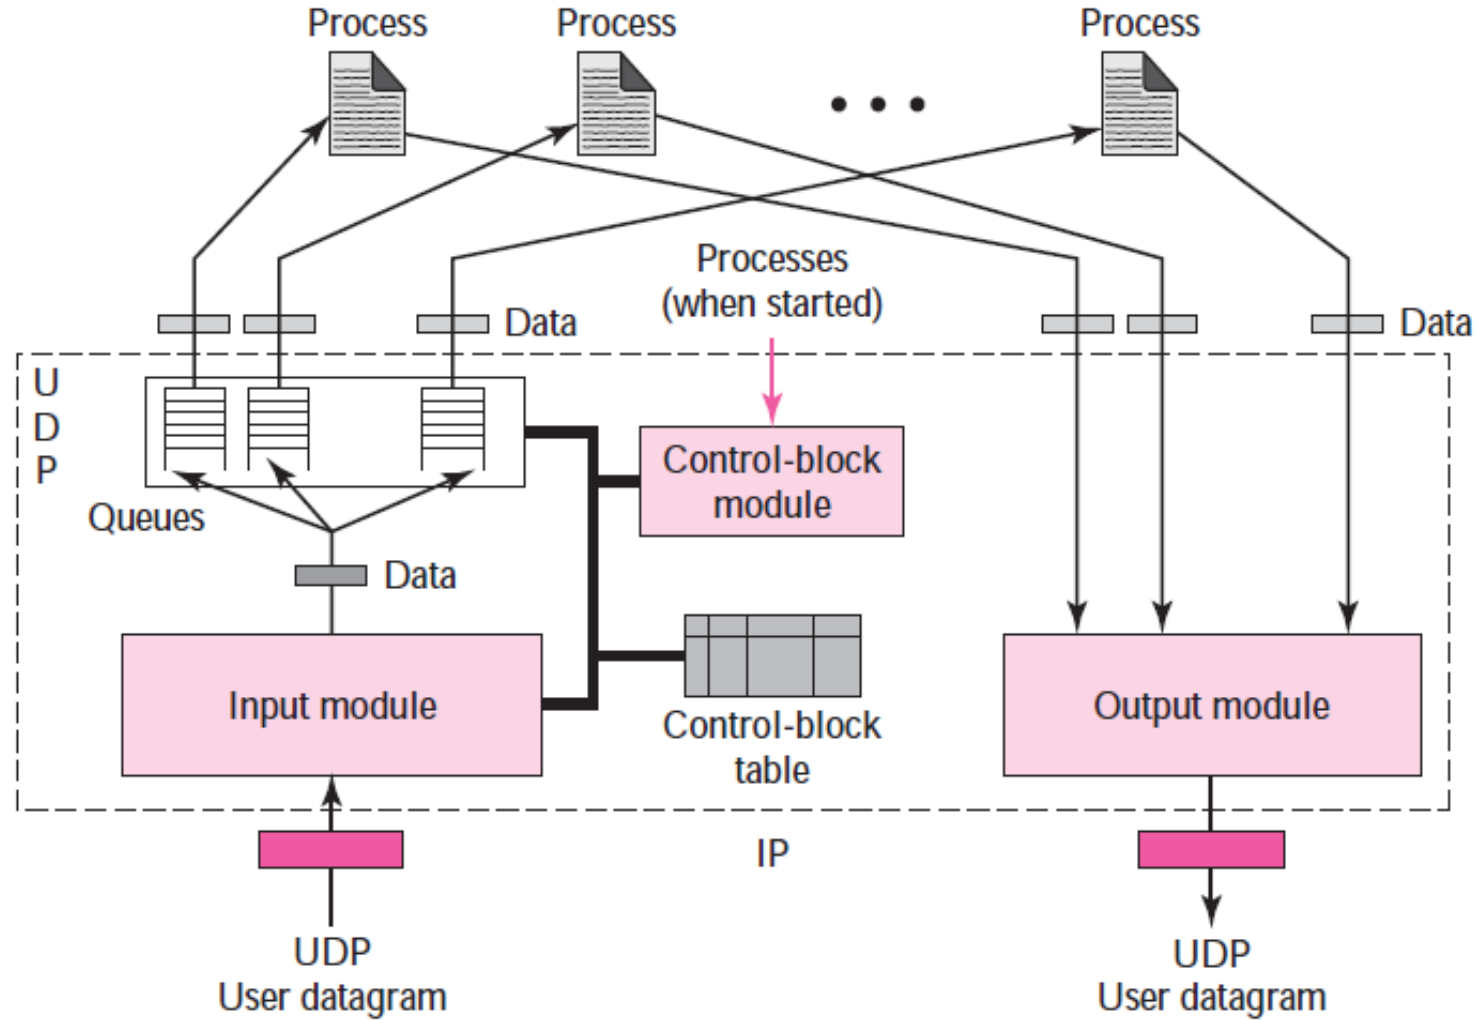 Process
Process
Process
Processes
(when started)
Data
Data
U
D
P
Control-block
module
Queues
Data
Input module
Control-block
table
Output module
IP
UDP
User datagram
UDP
User datagram